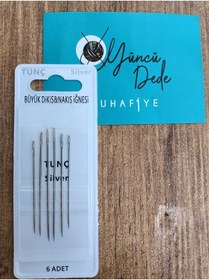 TUNÇ
Silver
BÜYÜK DİKİŞ&NAKIŞ İĞNESİ
TUNÇ
Silver
6 ADET
Yüncü
Dede
UHAFİYE